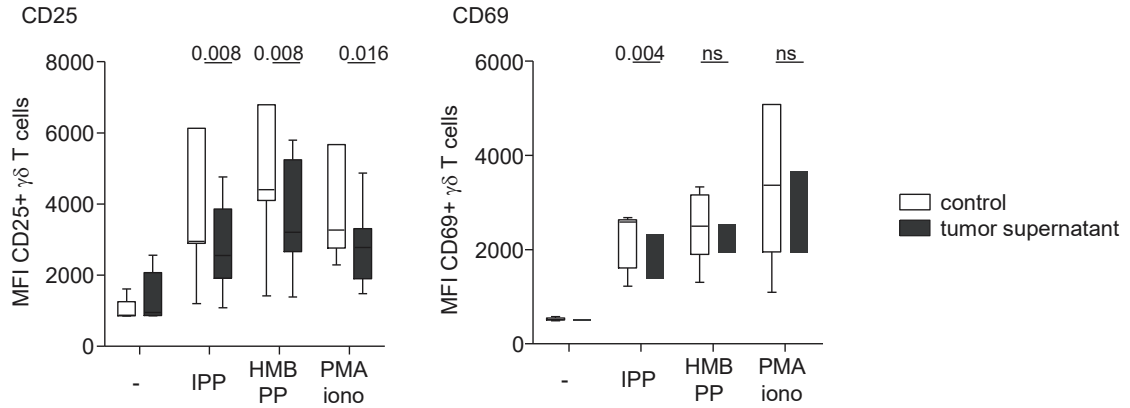 CD25
0.008 0.008 0.016
8000
6000
4000
2000
0
MFI CD25+ γδ T cells
- IPP HMB PP PMA iono
CD69
0.004 ns ns
6000
4000
2000
0
MFI CD69+ γδ T cells
- IPP HMB PP PMA iono
control
tumor supernatant